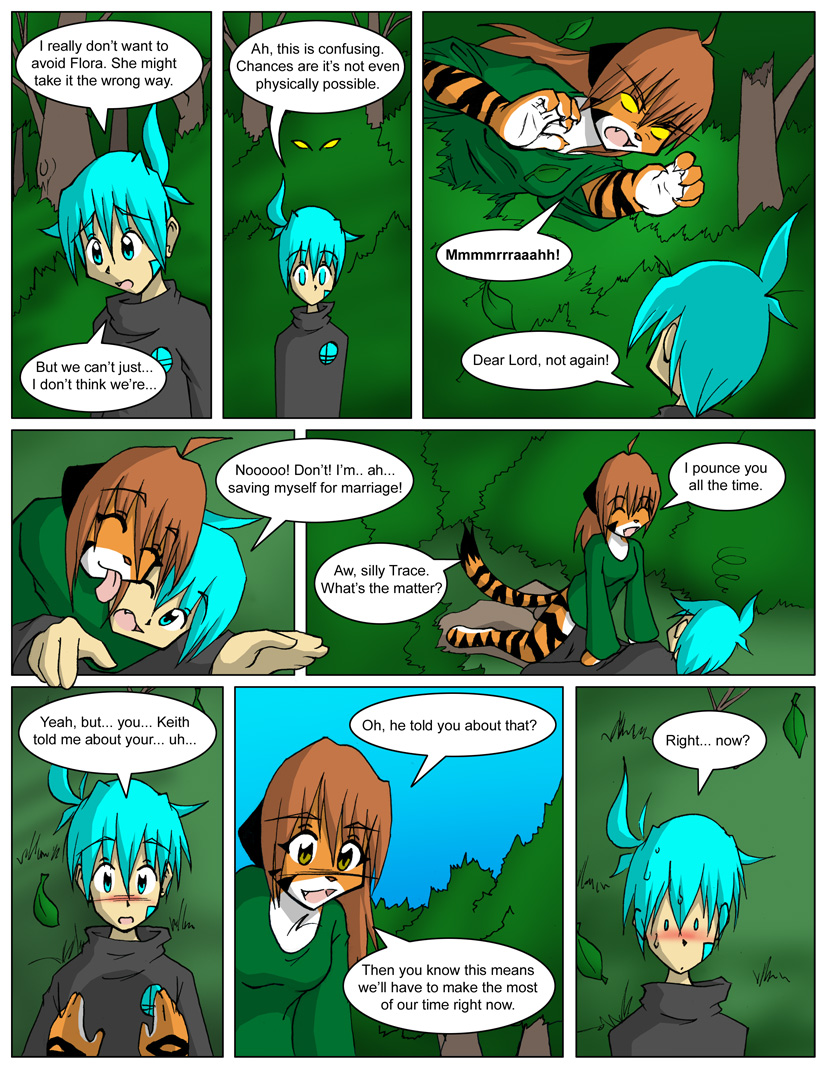 I really don't want to
avoid Flora. She might
take it the wrong way.
But we can't just...
I don't think we're...
Ah, this is confusing.
Chances are it's not even
physically possible.
Mmmmrrraaahh!
Dear Lord, not again!
Nooooo! Don't! I'm.. ah...
saving myself for marriage!
I pounce you
all the time.
Aw, silly Trace.
What's the matter?
Yeah, but... you... Keith
told me about your... uh...
Oh, he told you about that?
Then you know this means
we'll have to make the most
of our time right now.
Right... now?